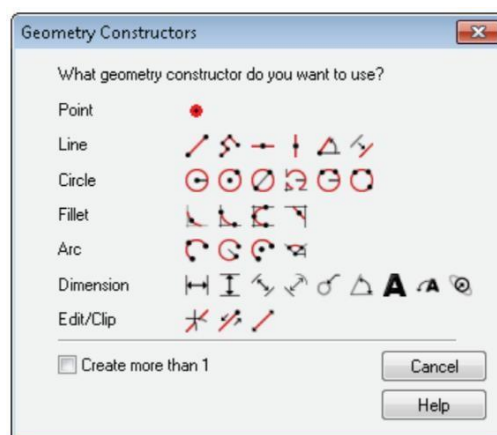 Geometry Constructors
What geometry constructor do you want to use?
Point
Line
Circle
Fillet
Arc
Dimension
A A
Edit/Clip
Create more than 1
Cancel
Help